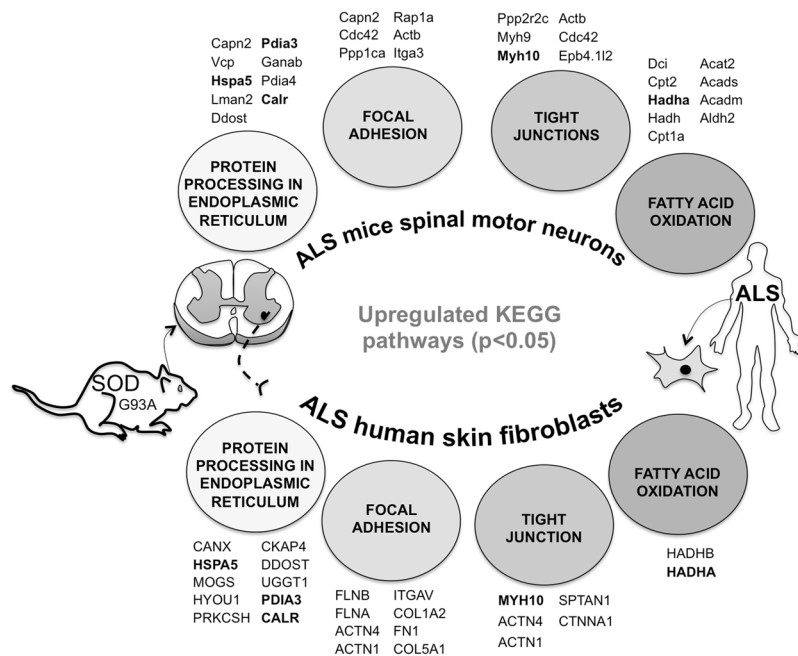 Capn2 Pdia3
Vcp Ganab
Hspa5 Pdia4
Lman2 Calr
Ddost
Capn2 Rap1a
Cdc42 Actb
Ppp1ca Itga3
Ppp2r2c Actb
Myh9 Cdc42
Myh10 Epb4.1l2
Dci Acat2
Cpt2 Acads
Hadha Acadm
Hadh Aldh2
Cpt1a
PROTEIN
PROCESSING IN
ENDOPLASMIC
RETICULUM
FOCAL
ADHESION
TIGHT
JUNCTIONS
FATTY ACID
OXIDATION
ALS mice spinal motor neurons
Upregulated KEGG
pathways (p<0.05)
SOD
G93A
ALS
ALS human skin fibroblasts
PROTEIN
PROCESSING IN
ENDOPLASMIC
RETICULUM
FOCAL
ADHESION
TIGHT
JUNCTION
FATTY ACID
OXIDATION
CANX CKAP4
HSPA5 DDOST
MOGS UGGT1
HYOU1 PDIA3
PRKCSH CALR
FLNB ITGAV
FLNA COL1A2
ACTN4 FN1
ACTN1 COL5A1
MYH10 SPTAN1
ACTN4 CTNNA1
ACTN1
HADHB
HADHA